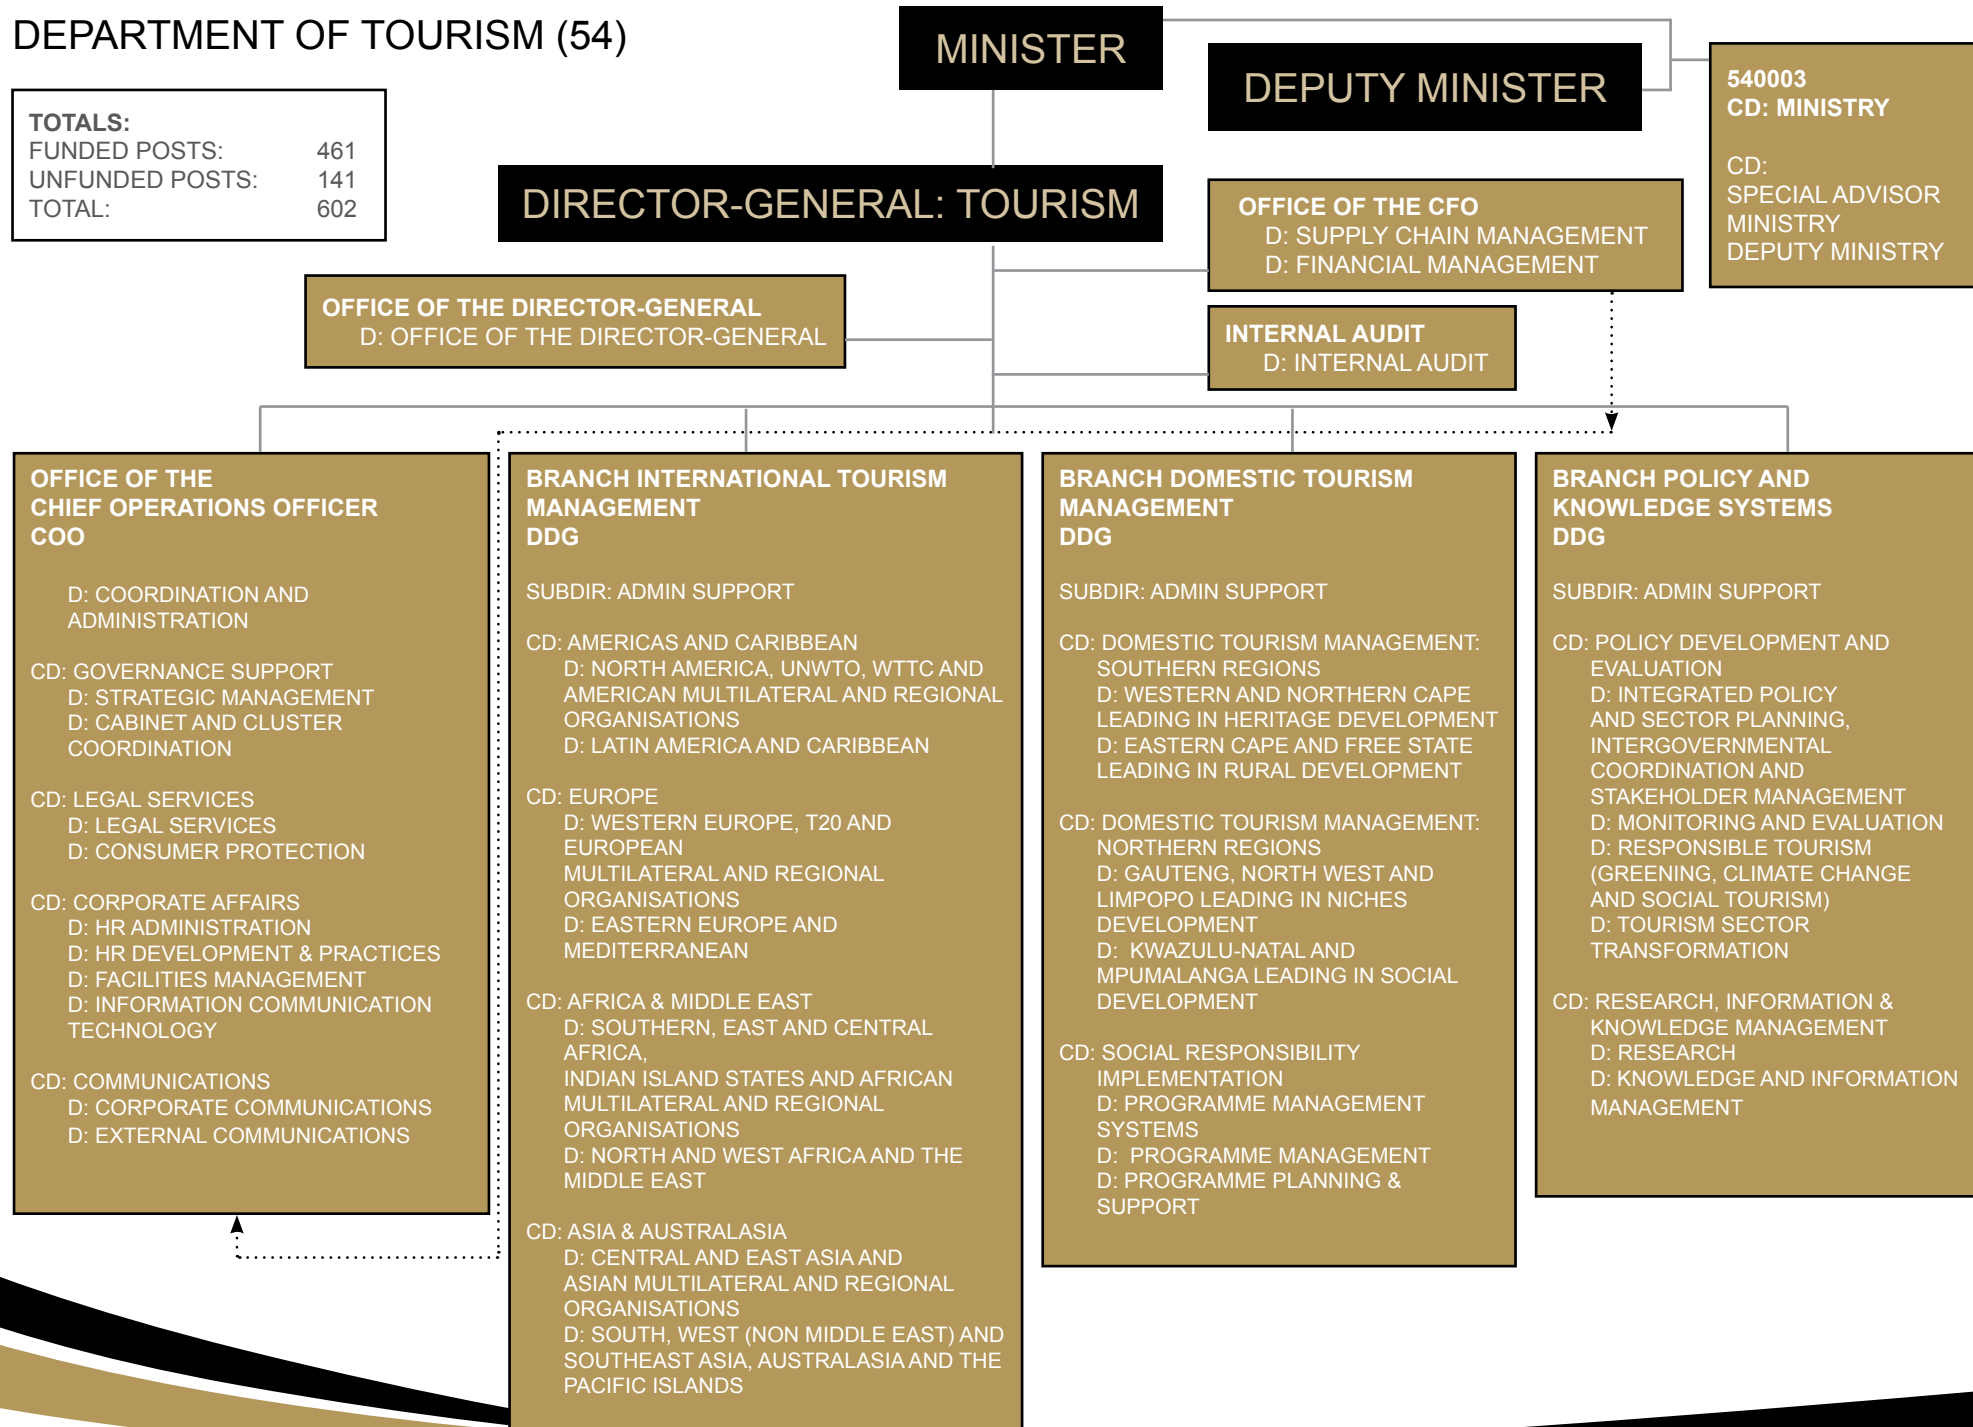 DEPARTMENT OF TOURISM (54)
TOTALS:
FUNDED POSTS: 461
UNFUNDED POSTS: 141
TOTAL: 602
MINISTER
DEPUTY MINISTER
540003
CD: MINISTRY
CD:
SPECIAL ADVISOR
MINISTRY
DEPUTY MINISTRY
DIRECTOR-GENERAL: TOURISM
OFFICE OF THE CFO
D: SUPPLY CHAIN MANAGEMENT
D: FINANCIAL MANAGEMENT
OFFICE OF THE DIRECTOR-GENERAL
D: OFFICE OF THE DIRECTOR-GENERAL
INTERNAL AUDIT
D: INTERNAL AUDIT
OFFICE OF THE
CHIEF OPERATIONS OFFICER
COO
D: COORDINATION AND
ADMINISTRATION
CD: GOVERNANCE SUPPORT
D: STRATEGIC MANAGEMENT
D: CABINET AND CLUSTER
COORDINATION
CD: LEGAL SERVICES
D: LEGAL SERVICES
D: CONSUMER PROTECTION
CD: CORPORATE AFFAIRS
D: HR ADMINISTRATION
D: HR DEVELOPMENT & PRACTICES
D: FACILITIES MANAGEMENT
D: INFORMATION COMMUNICATION
TECHNOLOGY
CD: COMMUNICATIONS
D: CORPORATE COMMUNICATIONS
D: EXTERNAL COMMUNICATIONS
BRANCH INTERNATIONAL TOURISM
MANAGEMENT
DDG
SUBDIR: ADMIN SUPPORT
CD: AMERICAS AND CARIBBEAN
D: NORTH AMERICA, UNWTO, WTTC AND
AMERICAN MULTILATERAL AND REGIONAL
ORGANISATIONS
D: LATIN AMERICA AND CARIBBEAN
CD: EUROPE
D: WESTERN EUROPE, T20 AND
EUROPEAN
MULTILATERAL AND REGIONAL
ORGANISATIONS
D: EASTERN EUROPE AND
MEDITERRANEAN
CD: AFRICA & MIDDLE EAST
D: SOUTHERN, EAST AND CENTRAL
AFRICA,
INDIAN ISLAND STATES AND AFRICAN
MULTILATERAL AND REGIONAL
ORGANISATIONS
D: NORTH AND WEST AFRICA AND THE
MIDDLE EAST
CD: ASIA & AUSTRALASIA
D: CENTRAL AND EAST ASIA AND
ASIAN MULTILATERAL AND REGIONAL
ORGANISATIONS
D: SOUTH, WEST (NON MIDDLE EAST) AND
SOUTHEAST ASIA, AUSTRALASIA AND THE
PACIFIC ISLANDS
BRANCH DOMESTIC TOURISM
MANAGEMENT
DDG
SUBDIR: ADMIN SUPPORT
CD: DOMESTIC TOURISM MANAGEMENT:
SOUTHERN REGIONS
D: WESTERN AND NORTHERN CAPE
LEADING IN HERITAGE DEVELOPMENT
D: EASTERN CAPE AND FREE STATE
LEADING IN RURAL DEVELOPMENT
CD: DOMESTIC TOURISM MANAGEMENT:
NORTHERN REGIONS
D: GAUTENG, NORTH WEST AND
LIMPOPO LEADING IN NICHES
DEVELOPMENT
D: KWAZULU-NATAL AND
MPUMALANGA LEADING IN SOCIAL
DEVELOPMENT
CD: SOCIAL RESPONSIBILITY
IMPLEMENTATION
D: PROGRAMME MANAGEMENT
SYSTEMS
D: PROGRAMME MANAGEMENT
D: PROGRAMME PLANNING &
SUPPORT
BRANCH POLICY AND
KNOWLEDGE SYSTEMS
DDG
SUBDIR: ADMIN SUPPORT
CD: POLICY DEVELOPMENT AND
EVALUATION
D: INTEGRATED POLICY
AND SECTOR PLANNING,
INTERGOVERNMENTAL
COORDINATION AND
STAKEHOLDER MANAGEMENT
D: MONITORING AND EVALUATION
D: RESPONSIBLE TOURISM
(GREENING, CLIMATE CHANGE
AND SOCIAL TOURISM)
D: TOURISM SECTOR
TRANSFORMATION
CD: RESEARCH, INFORMATION &
KNOWLEDGE MANAGEMENT
D: RESEARCH
D: KNOWLEDGE AND INFORMATION
MANAGEMENT